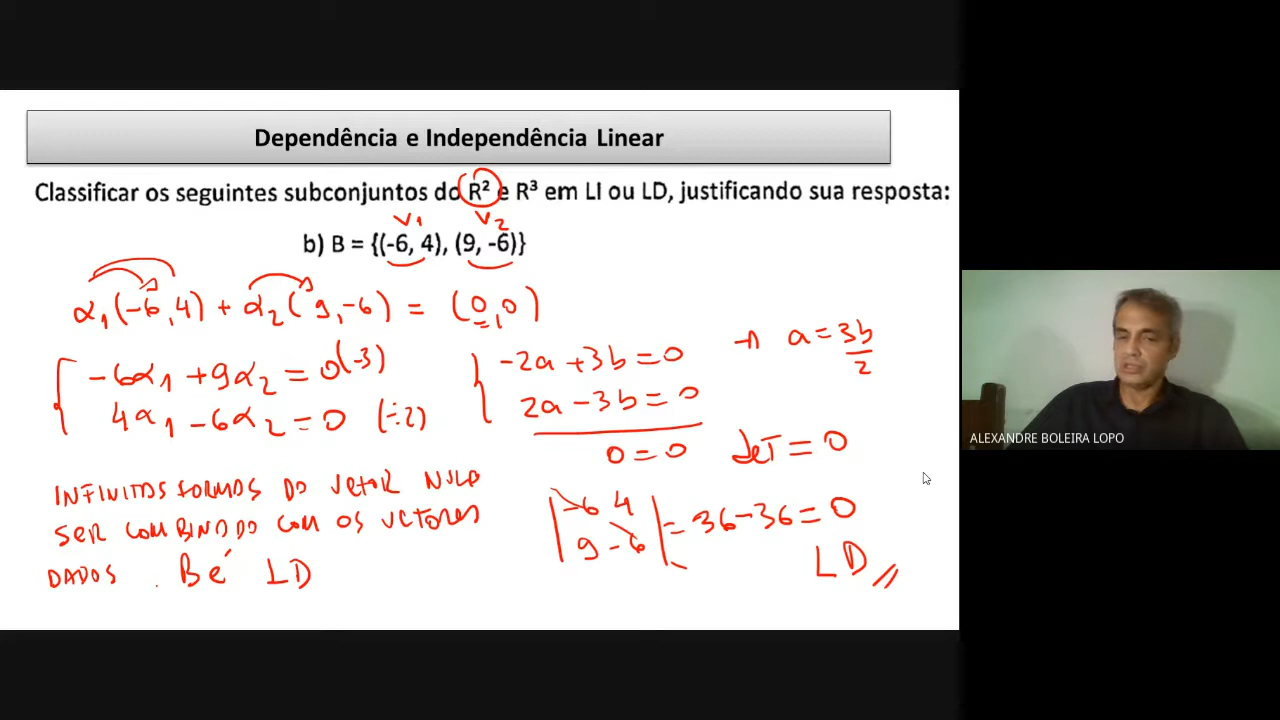 Dependência e Independência Linear
Classificar os seguintes subconjuntos do R² e R³ em LI ou LD, justificando sua resposta:
V1 V2
b) B = {(-6, 4), (9, -6)}
α1(-6,4) + α2(9,-6) = (0,0)
-6α1 + 9α2 = 0 (÷3)
4α1 - 6α2 = 0 (÷2)
-2a + 3b = 0 → a = 3b/2
2a - 3b = 0
0 = 0 det = 0
INFINITAS FORMAS DO VETOR NULO
SER COMBINADO COM OS VETORES
DADOS. B é LD
|-6 4|
|9 -6| = 36 - 36 = 0
LD //
ALEXANDRE BOLEIRA LOPO